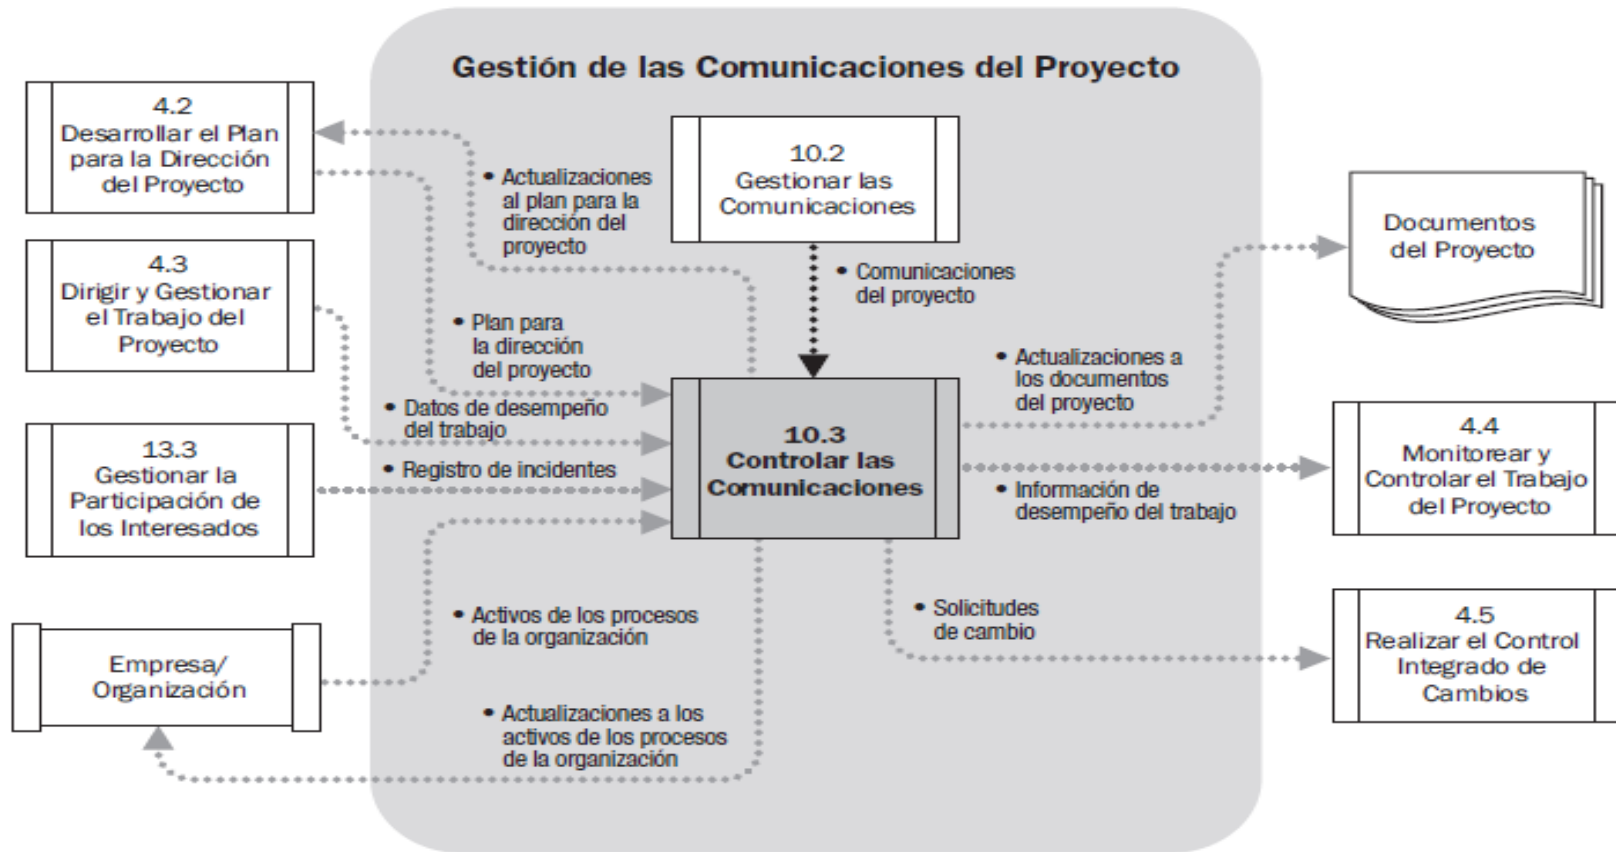 Gestión de las Comunicaciones del Proyecto
4.2
Desarrollar el Plan
para la Dirección
del Proyecto
4.3
Dirigir y Gestionar
el Trabajo del
Proyecto
13.3
Gestionar la
Participación de
los Interesados
Empresa/
Organización
10.2
Gestionar las
Comunicaciones
• Actualizaciones
al plan para la
dirección del
proyecto
• Comunicaciones
del proyecto
• Plan para
la dirección
del proyecto
• Datos de desempeño
del trabajo
• Registro de incidentes
10.3
Controlar las
Comunicaciones
• Activos de los procesos
de la organización
• Actualizaciones a los
activos de los procesos
de la organización
• Actualizaciones a
los documentos
del proyecto
• Información de
desempeño del trabajo
• Solicitudes
de cambio
Documentos
del Proyecto
4.4
Monitorear y
Controlar el Trabajo
del Proyecto
4.5
Realizar el Control
Integrado de
Cambios